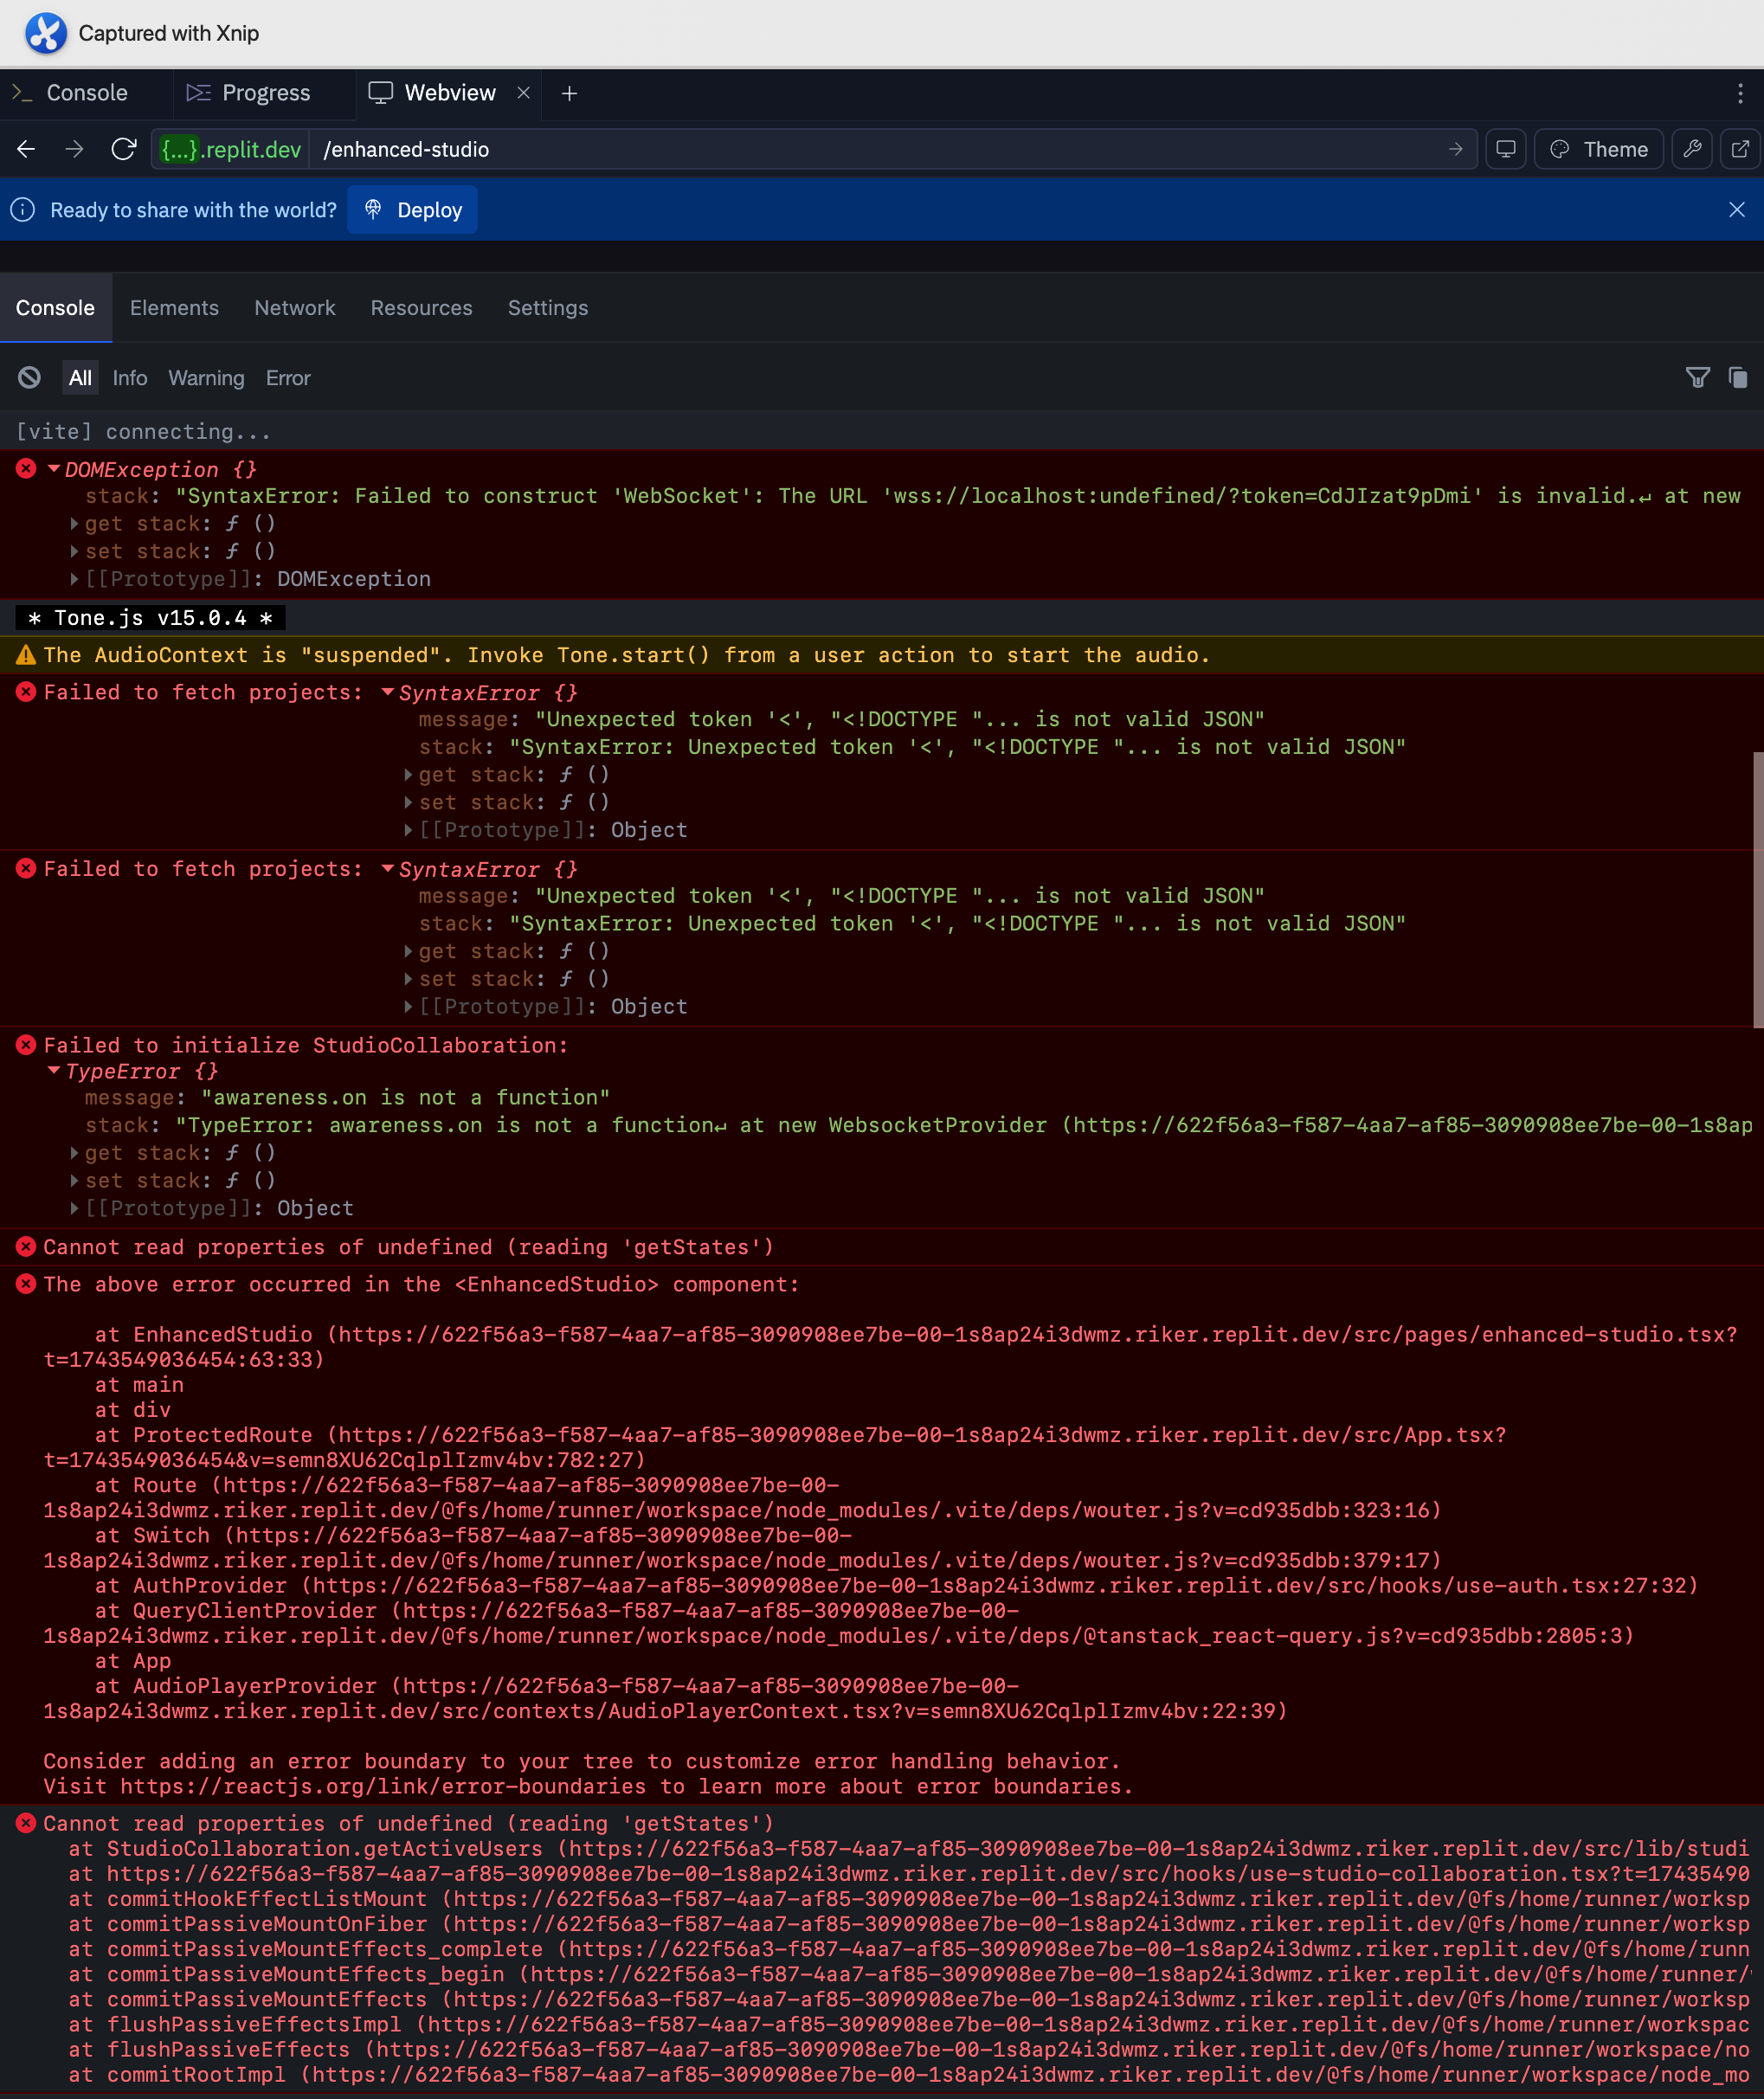 Captured with Xnip
Console
Progress
Webview
{...}.replit.dev
/enhanced-studio
Theme
Ready to share with the world?
Deploy
Console Elements Network Resources Settings
All Info Warning Error
[vite] connecting...
DOMException {}
stack: "SyntaxError: Failed to construct 'WebSocket': The URL 'wss://localhost:undefined/?token=CdJIzat9pDmi' is invalid.↵ at new
get stack: ƒ ()
set stack: ƒ ()
[[Prototype]]: DOMException
* Tone.js v15.0.4 *
The AudioContext is "suspended". Invoke Tone.start() from a user action to start the audio.
Failed to fetch projects: SyntaxError {}
message: "Unexpected token '<', "<!DOCTYPE "... is not valid JSON"
stack: "SyntaxError: Unexpected token '<', "<!DOCTYPE "... is not valid JSON"
get stack: ƒ ()
set stack: ƒ ()
[[Prototype]]: Object
Failed to fetch projects: SyntaxError {}
message: "Unexpected token '<', "<!DOCTYPE "... is not valid JSON"
stack: "SyntaxError: Unexpected token '<', "<!DOCTYPE "... is not valid JSON"
get stack: ƒ ()
set stack: ƒ ()
[[Prototype]]: Object
Failed to initialize StudioCollaboration:
TypeError {}
message: "awareness.on is not a function"
stack: "TypeError: awareness.on is not a function↵ at new WebsocketProvider (https://622f56a3-f587-4aa7-af85-3090908ee7be-00-1s8ap
get stack: ƒ ()
set stack: ƒ ()
[[Prototype]]: Object
Cannot read properties of undefined (reading 'getStates')
The above error occurred in the <EnhancedStudio> component:
at EnhancedStudio (https://622f56a3-f587-4aa7-af85-3090908ee7be-00-1s8ap24i3dwmz.riker.replit.dev/src/pages/enhanced-studio.tsx?
t=1743549036454:63:33)
at main
at div
at ProtectedRoute (https://622f56a3-f587-4aa7-af85-3090908ee7be-00-1s8ap24i3dwmz.riker.replit.dev/src/App.tsx?
t=1743549036454&v=semn8XU62CqlplIzmv4bv:782:27)
at Route (https://622f56a3-f587-4aa7-af85-3090908ee7be-00-
1s8ap24i3dwmz.riker.replit.dev/@fs/home/runner/workspace/node_modules/.vite/deps/wouter.js?v=cd935dbb:323:16)
at Switch (https://622f56a3-f587-4aa7-af85-3090908ee7be-00-
1s8ap24i3dwmz.riker.replit.dev/@fs/home/runner/workspace/node_modules/.vite/deps/wouter.js?v=cd935dbb:379:17)
at AuthProvider (https://622f56a3-f587-4aa7-af85-3090908ee7be-00-1s8ap24i3dwmz.riker.replit.dev/src/hooks/use-auth.tsx:27:32)
at QueryClientProvider (https://622f56a3-f587-4aa7-af85-3090908ee7be-00-
1s8ap24i3dwmz.riker.replit.dev/@fs/home/runner/workspace/node_modules/.vite/deps/@tanstack_react-query.js?v=cd935dbb:2805:3)
at App
at AudioPlayerProvider (https://622f56a3-f587-4aa7-af85-3090908ee7be-00-
1s8ap24i3dwmz.riker.replit.dev/src/contexts/AudioPlayerContext.tsx?v=semn8XU62CqlplIzmv4bv:22:39)
Consider adding an error boundary to your tree to customize error handling behavior.
Visit https://reactjs.org/link/error-boundaries to learn more about error boundaries.
Cannot read properties of undefined (reading 'getStates')
at StudioCollaboration.getActiveUsers (https://622f56a3-f587-4aa7-af85-3090908ee7be-00-1s8ap24i3dwmz.riker.replit.dev/src/lib/studi
at https://622f56a3-f587-4aa7-af85-3090908ee7be-00-1s8ap24i3dwmz.riker.replit.dev/src/hooks/use-studio-collaboration.tsx?t=17435490
at commitHookEffectListMount (https://622f56a3-f587-4aa7-af85-3090908ee7be-00-1s8ap24i3dwmz.riker.replit.dev/@fs/home/runner/worksp
at commitPassiveMountOnFiber (https://622f56a3-f587-4aa7-af85-3090908ee7be-00-1s8ap24i3dwmz.riker.replit.dev/@fs/home/runner/worksp
at commitPassiveMountEffects_complete (https://622f56a3-f587-4aa7-af85-3090908ee7be-00-1s8ap24i3dwmz.riker.replit.dev/@fs/home/runn
at commitPassiveMountEffects_begin (https://622f56a3-f587-4aa7-af85-3090908ee7be-00-1s8ap24i3dwmz.riker.replit.dev/@fs/home/runner/
at commitPassiveMountEffects (https://622f56a3-f587-4aa7-af85-3090908ee7be-00-1s8ap24i3dwmz.riker.replit.dev/@fs/home/runner/worksp
at flushPassiveEffectsImpl (https://622f56a3-f587-4aa7-af85-3090908ee7be-00-1s8ap24i3dwmz.riker.replit.dev/@fs/home/runner/workspac
at flushPassiveEffects (https://622f56a3-f587-4aa7-af85-3090908ee7be-00-1s8ap24i3dwmz.riker.replit.dev/@fs/home/runner/workspace/no
at commitRootImpl (https://622f56a3-f587-4aa7-af85-3090908ee7be-00-1s8ap24i3dwmz.riker.replit.dev/@fs/home/runner/workspace/node_mo